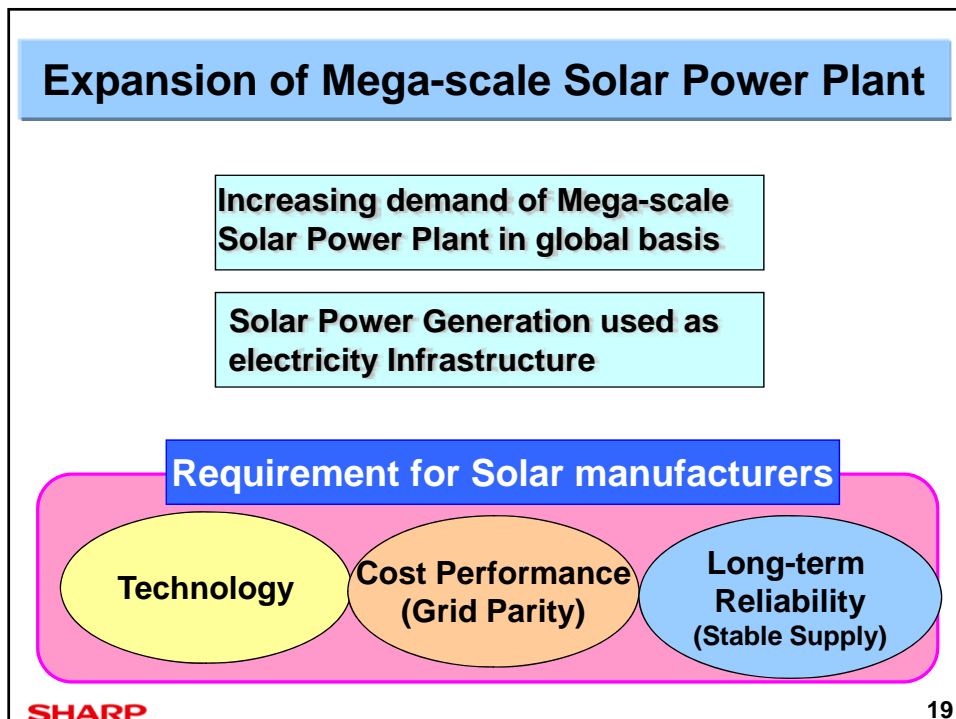 Expansion of Mega-scale Solar Power Plant
Increasing demand of Mega-scale
Solar Power Plant in global basis
Solar Power Generation used as
electricity Infrastructure
Requirement for Solar manufacturers
Technology
Cost Performance
(Grid Parity)
Long-term
Reliability
(Stable Supply)
SHARP
19